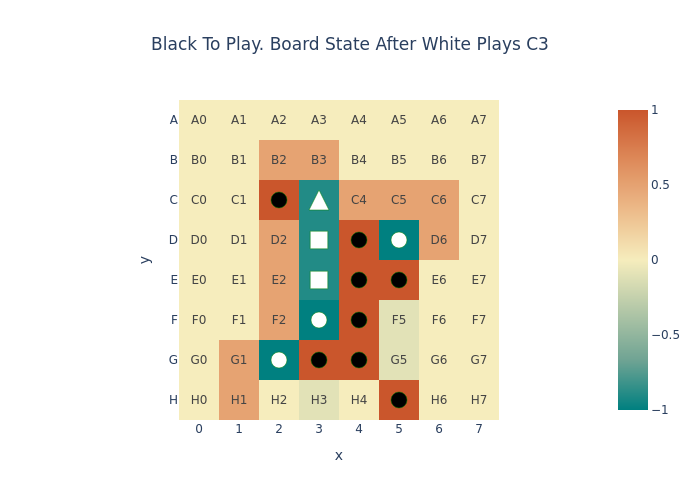 Black To Play. Board State After White Plays C3
A A0 A1 A2 A3 A4 A5 A6 A7
B B0 B1 B2 B3 B4 B5 B6 B7
C C0 C1 C4 C5 C6 C7
D D0 D1 D2 D6 D7
E E0 E1 E2 E6 E7
F F0 F1 F2 F5 F6 F7
G G0 G1 G5 G6 G7
H H0 H1 H2 H3 H4 H6 H7
0 1 2 3 4 5 6 7
x
y
1
0.5
0
−0.5
−1